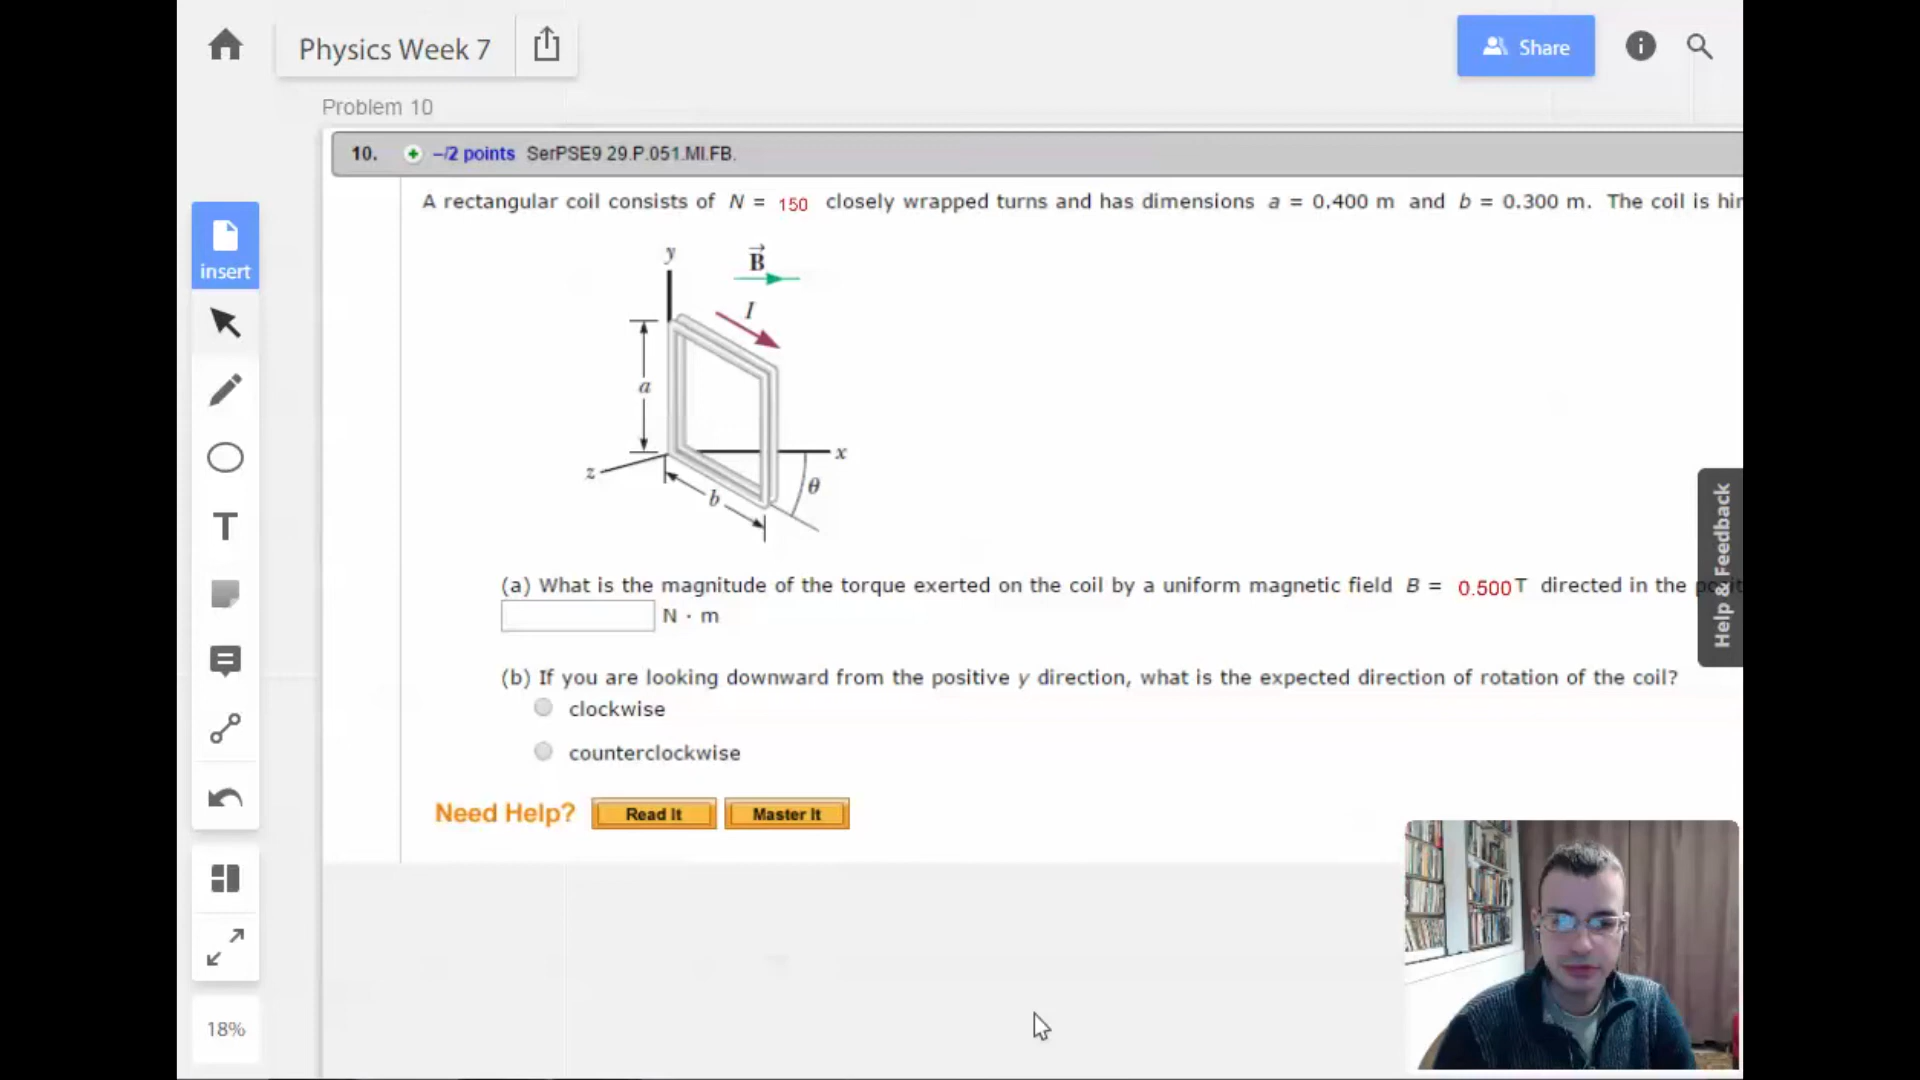 Physics Week 7
Share
Problem 10
10. –/2 points SerPSE9 29.P.051.MI.FB.
A rectangular coil consists of N = 150 closely wrapped turns and has dimensions a = 0.400 m and b = 0.300 m. The coil is hin
y
B
I
a
x
z
b
θ
insert
T
(a) What is the magnitude of the torque exerted on the coil by a uniform magnetic field B = 0.500 T directed in the posit
N · m
(b) If you are looking downward from the positive y direction, what is the expected direction of rotation of the coil?
clockwise
counterclockwise
Need Help? Read It Master It
Help & Feedback
18%